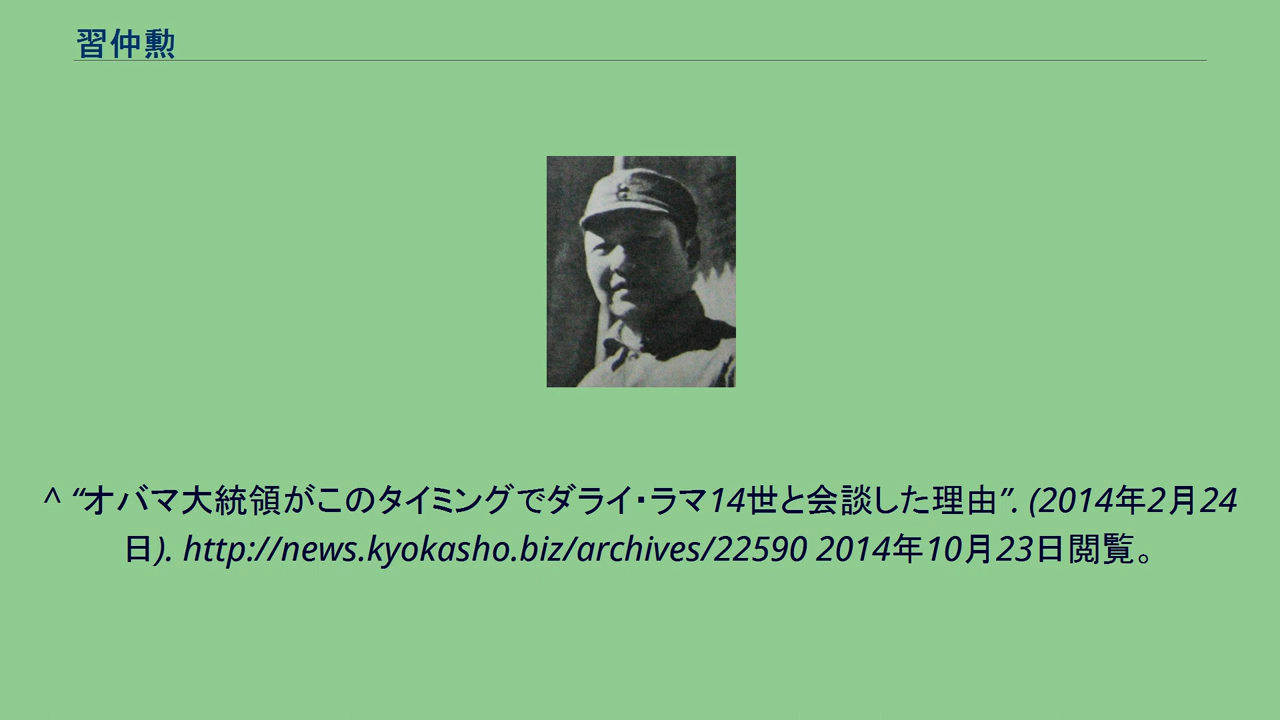 習仲勲
^ “オバマ大統領がこのタイミングでダライ・ラマ14世と会談した理由”. (2014年2月24
日). http://news.kyokasho.biz/archives/22590 2014年10月23日閲覧。